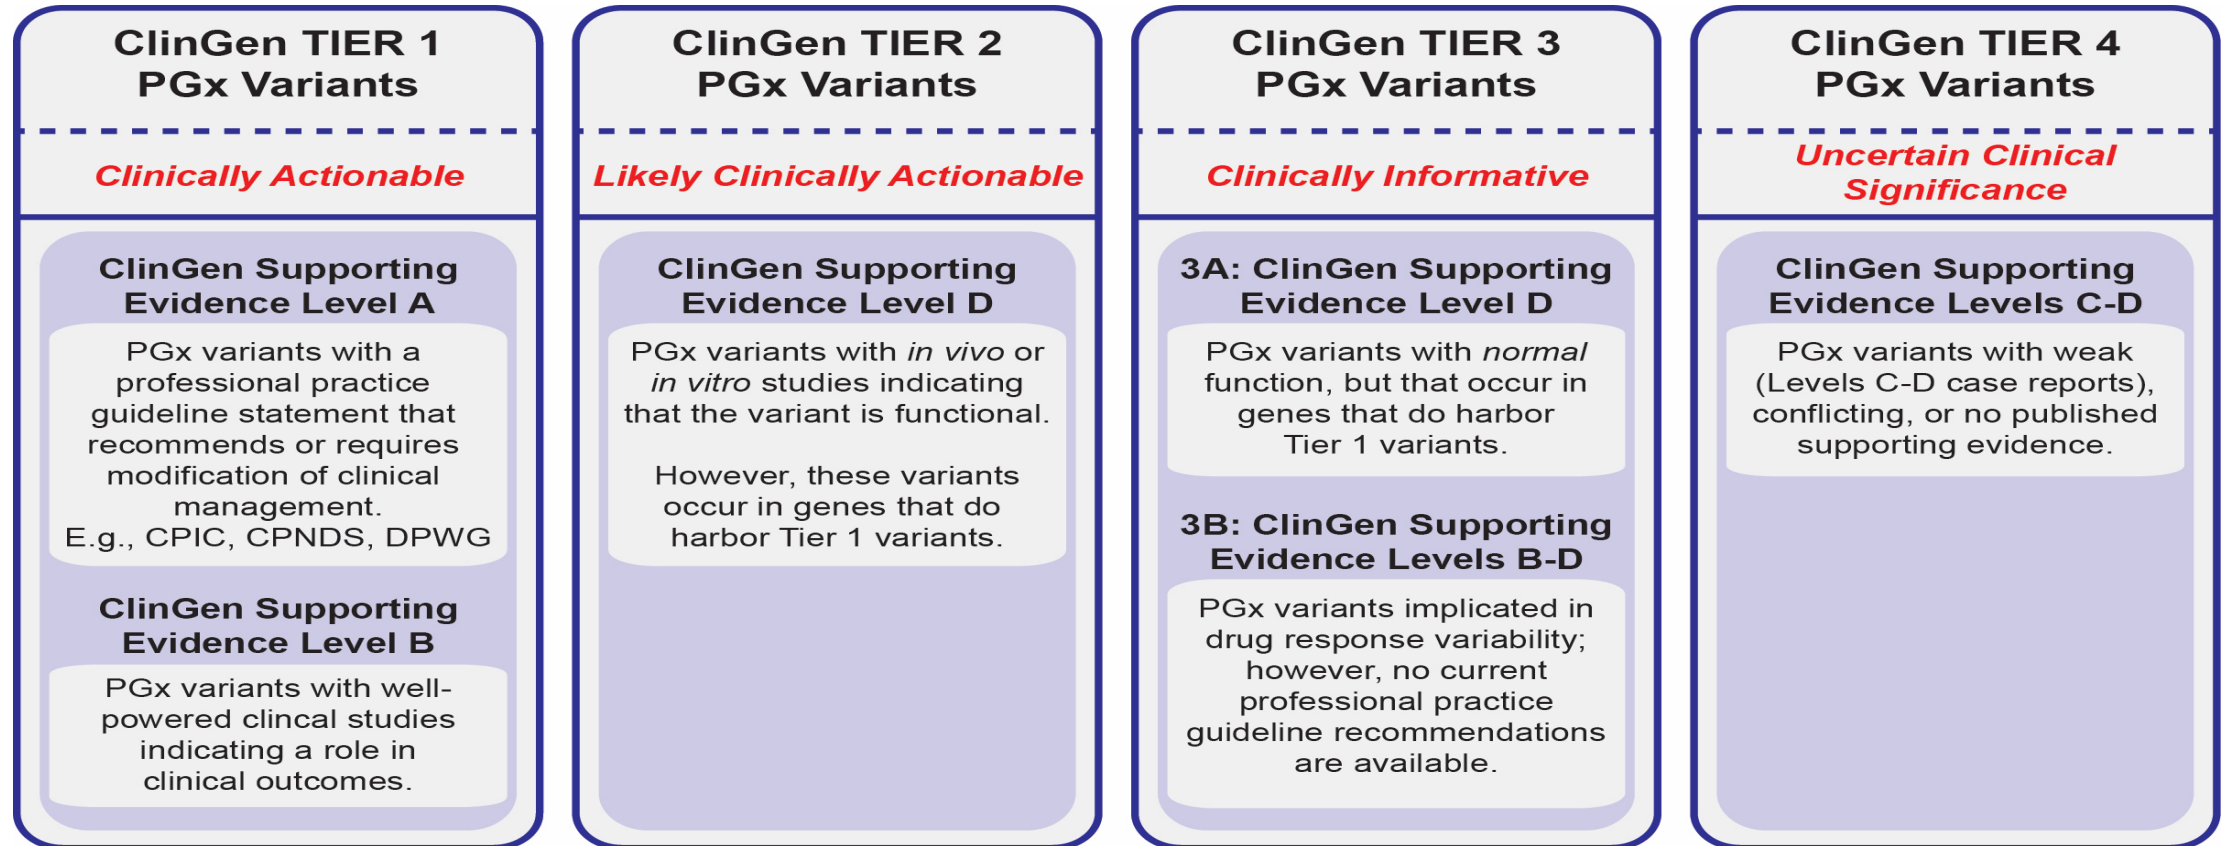 ClinGen TIER 1
PGx Variants
Clinically Actionable
ClinGen Supporting
Evidence Level A
PGx variants with a
professional practice
guideline statement that
recommends or requires
modification of clinical
management.
E.g., CPIC, CPNDS, DPWG
ClinGen Supporting
Evidence Level B
PGx variants with well-
powered clincal studies
indicating a role in
clinical outcomes.
ClinGen TIER 2
PGx Variants
Likely Clinically Actionable
ClinGen Supporting
Evidence Level D
PGx variants with in vivo or
in vitro studies indicating
that the variant is functional.
However, these variants
occur in genes that do
harbor Tier 1 variants.
ClinGen TIER 3
PGx Variants
Clinically Informative
3A: ClinGen Supporting
Evidence Level D
PGx variants with normal
function, but that occur in
genes that do harbor
Tier 1 variants.
3B: ClinGen Supporting
Evidence Levels B-D
PGx variants implicated in
drug response variability;
however, no current
professional practice
guideline recommendations
are available.
ClinGen TIER 4
PGx Variants
Uncertain Clinical
Significance
ClinGen Supporting
Evidence Levels C-D
PGx variants with weak
(Levels C-D case reports),
conflicting, or no published
supporting evidence.